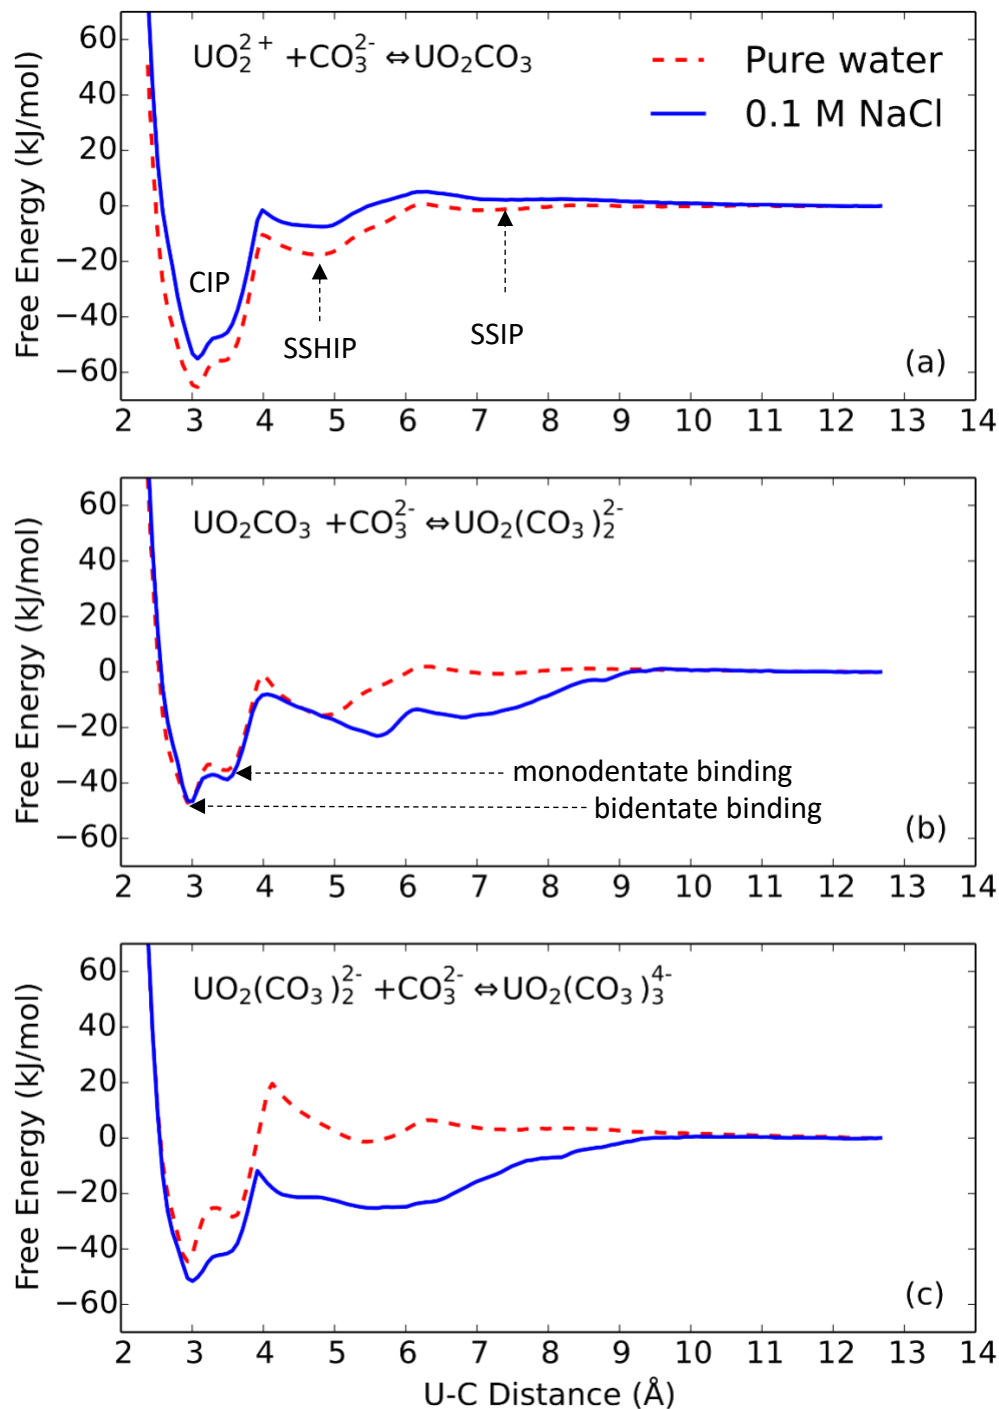 UO₂²⁺ +CO₃²⁻ ⇔UO₂CO₃
Pure water
0.1 M NaCl
60
40
20
0
−20
−40
−60
Free Energy (kJ/mol)
CIP
SSHIP
SSIP
(a)
2 3 4 5 6 7 8 9 10 11 12 13 14
UO₂CO₃ +CO₃²⁻ ⇔UO₂(CO₃)₂²⁻
60
40
20
0
−20
−40
−60
Free Energy (kJ/mol)
monodentate binding
bidentate binding
(b)
2 3 4 5 6 7 8 9 10 11 12 13 14
UO₂(CO₃)₂²⁻ +CO₃²⁻ ⇔UO₂(CO₃)₃⁴⁻
60
40
20
0
−20
−40
−60
Free Energy (kJ/mol)
(c)
2 3 4 5 6 7 8 9 10 11 12 13 14
U-C Distance (Å)